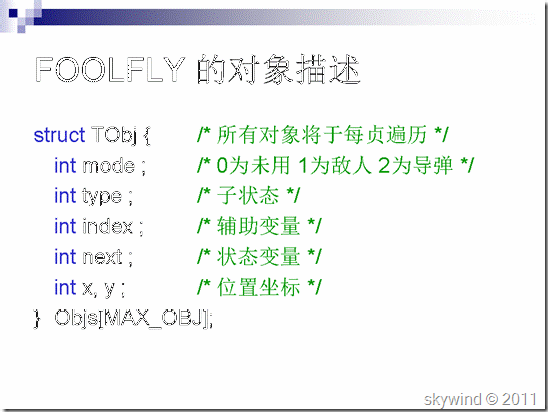 FOOLFLY 的对象描述
struct TObj { /* 所有对象将于每贞遍历 */
int mode ; /* 0为未用 1为敌人 2为导弹 */
int type ; /* 子状态 */
int index ; /* 辅助变量 */
int next ; /* 状态变量 */
int x, y ; /* 位置坐标 */
} Objs[MAX_OBJ];
skywind © 2011